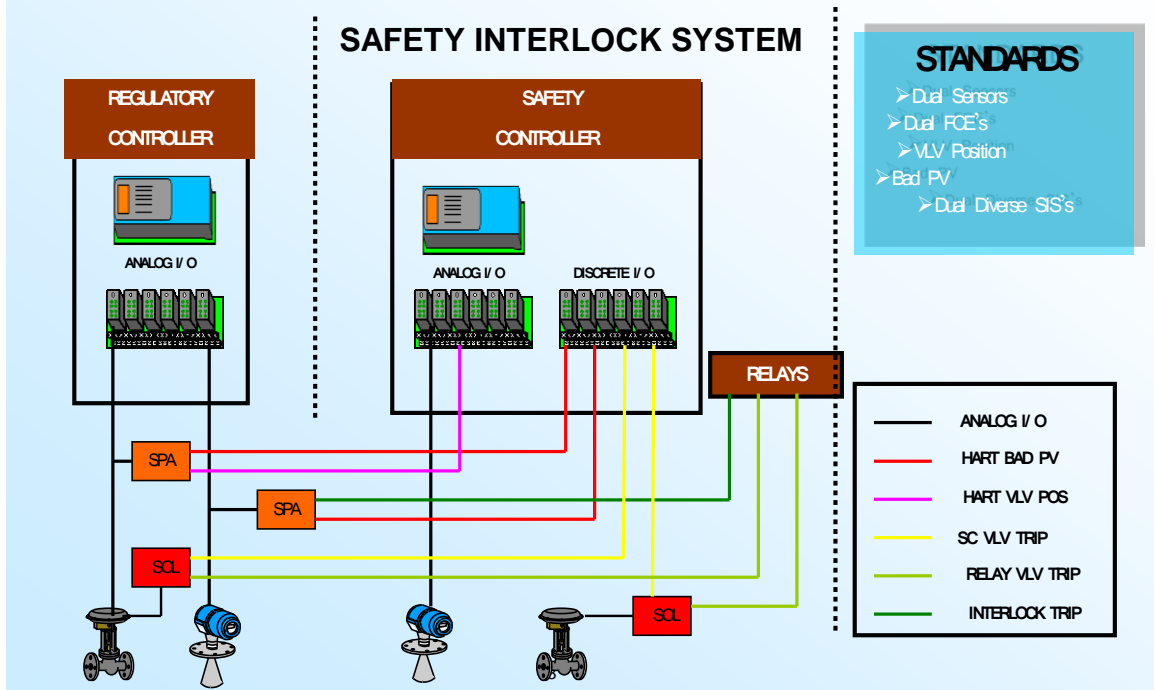 SAFETY INTERLOCK SYSTEM
STANDARDS
➢Dual Sensors
➢Dual FCE's
➢VLV Position
➢Bad PV
➢Dual Diverse SIS's
REGULATORY
CONTROLLER
SAFETY
CONTROLLER
ANALOG I/ O
ANALOG I/ O
DISCRETE I/ O
RELAYS
SPA
SPA
SOL
SOL
ANALOG I/ O
HART BAD PV
HART VLV POS
SC VLV TRIP
RELAY VLV TRIP
INTERLOCK TRIP